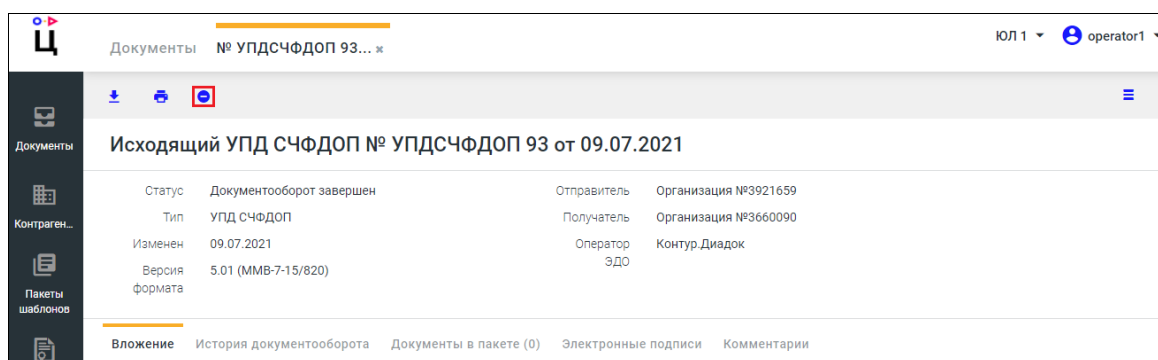 о
Ц
Документы
№ УПДСЧФДОП 93... ×
ЮЛ 1
operator1
Документы
Контраген...
Пакеты
шаблонов
Исходящий УПД СЧФДОП № УПДСЧФДОП 93 от 09.07.2021
Статус Документооборот завершен
Тип УПД СЧФДОП
Изменен 09.07.2021
Версия формата 5.01 (ММВ-7-15/820)
Отправитель Организация №3921659
Получатель Организация №3660090
Оператор ЭДО Контур.Диадок
Вложение История документооборота Документы в пакете (0) Электронные подписи Комментарии